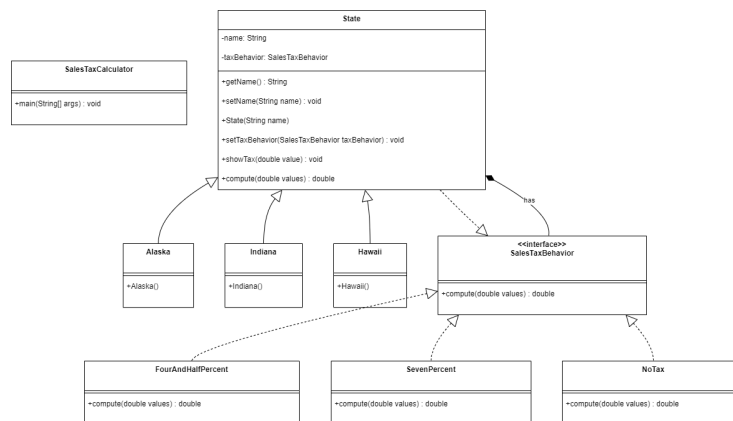 State
-name: String
-taxBehavior: SalesTaxBehavior
+getName() : String
+setName(String name) : void
+State(String name)
+setTaxBehavior(SalesTaxBehavior taxBehavior) : void
+showTax(double value) : void
+compute(double values) : double
SalesTaxCalculator
+main(String[] args) : void
has
Alaska
+Alaska()
Indiana
+Indiana()
Hawaii
+Hawaii()
<<interface>>
SalesTaxBehavior
+compute(double values) : double
FourAndHalfPercent
+compute(double values) : double
SevenPercent
+compute(double values) : double
NoTax
+compute(double values) : double